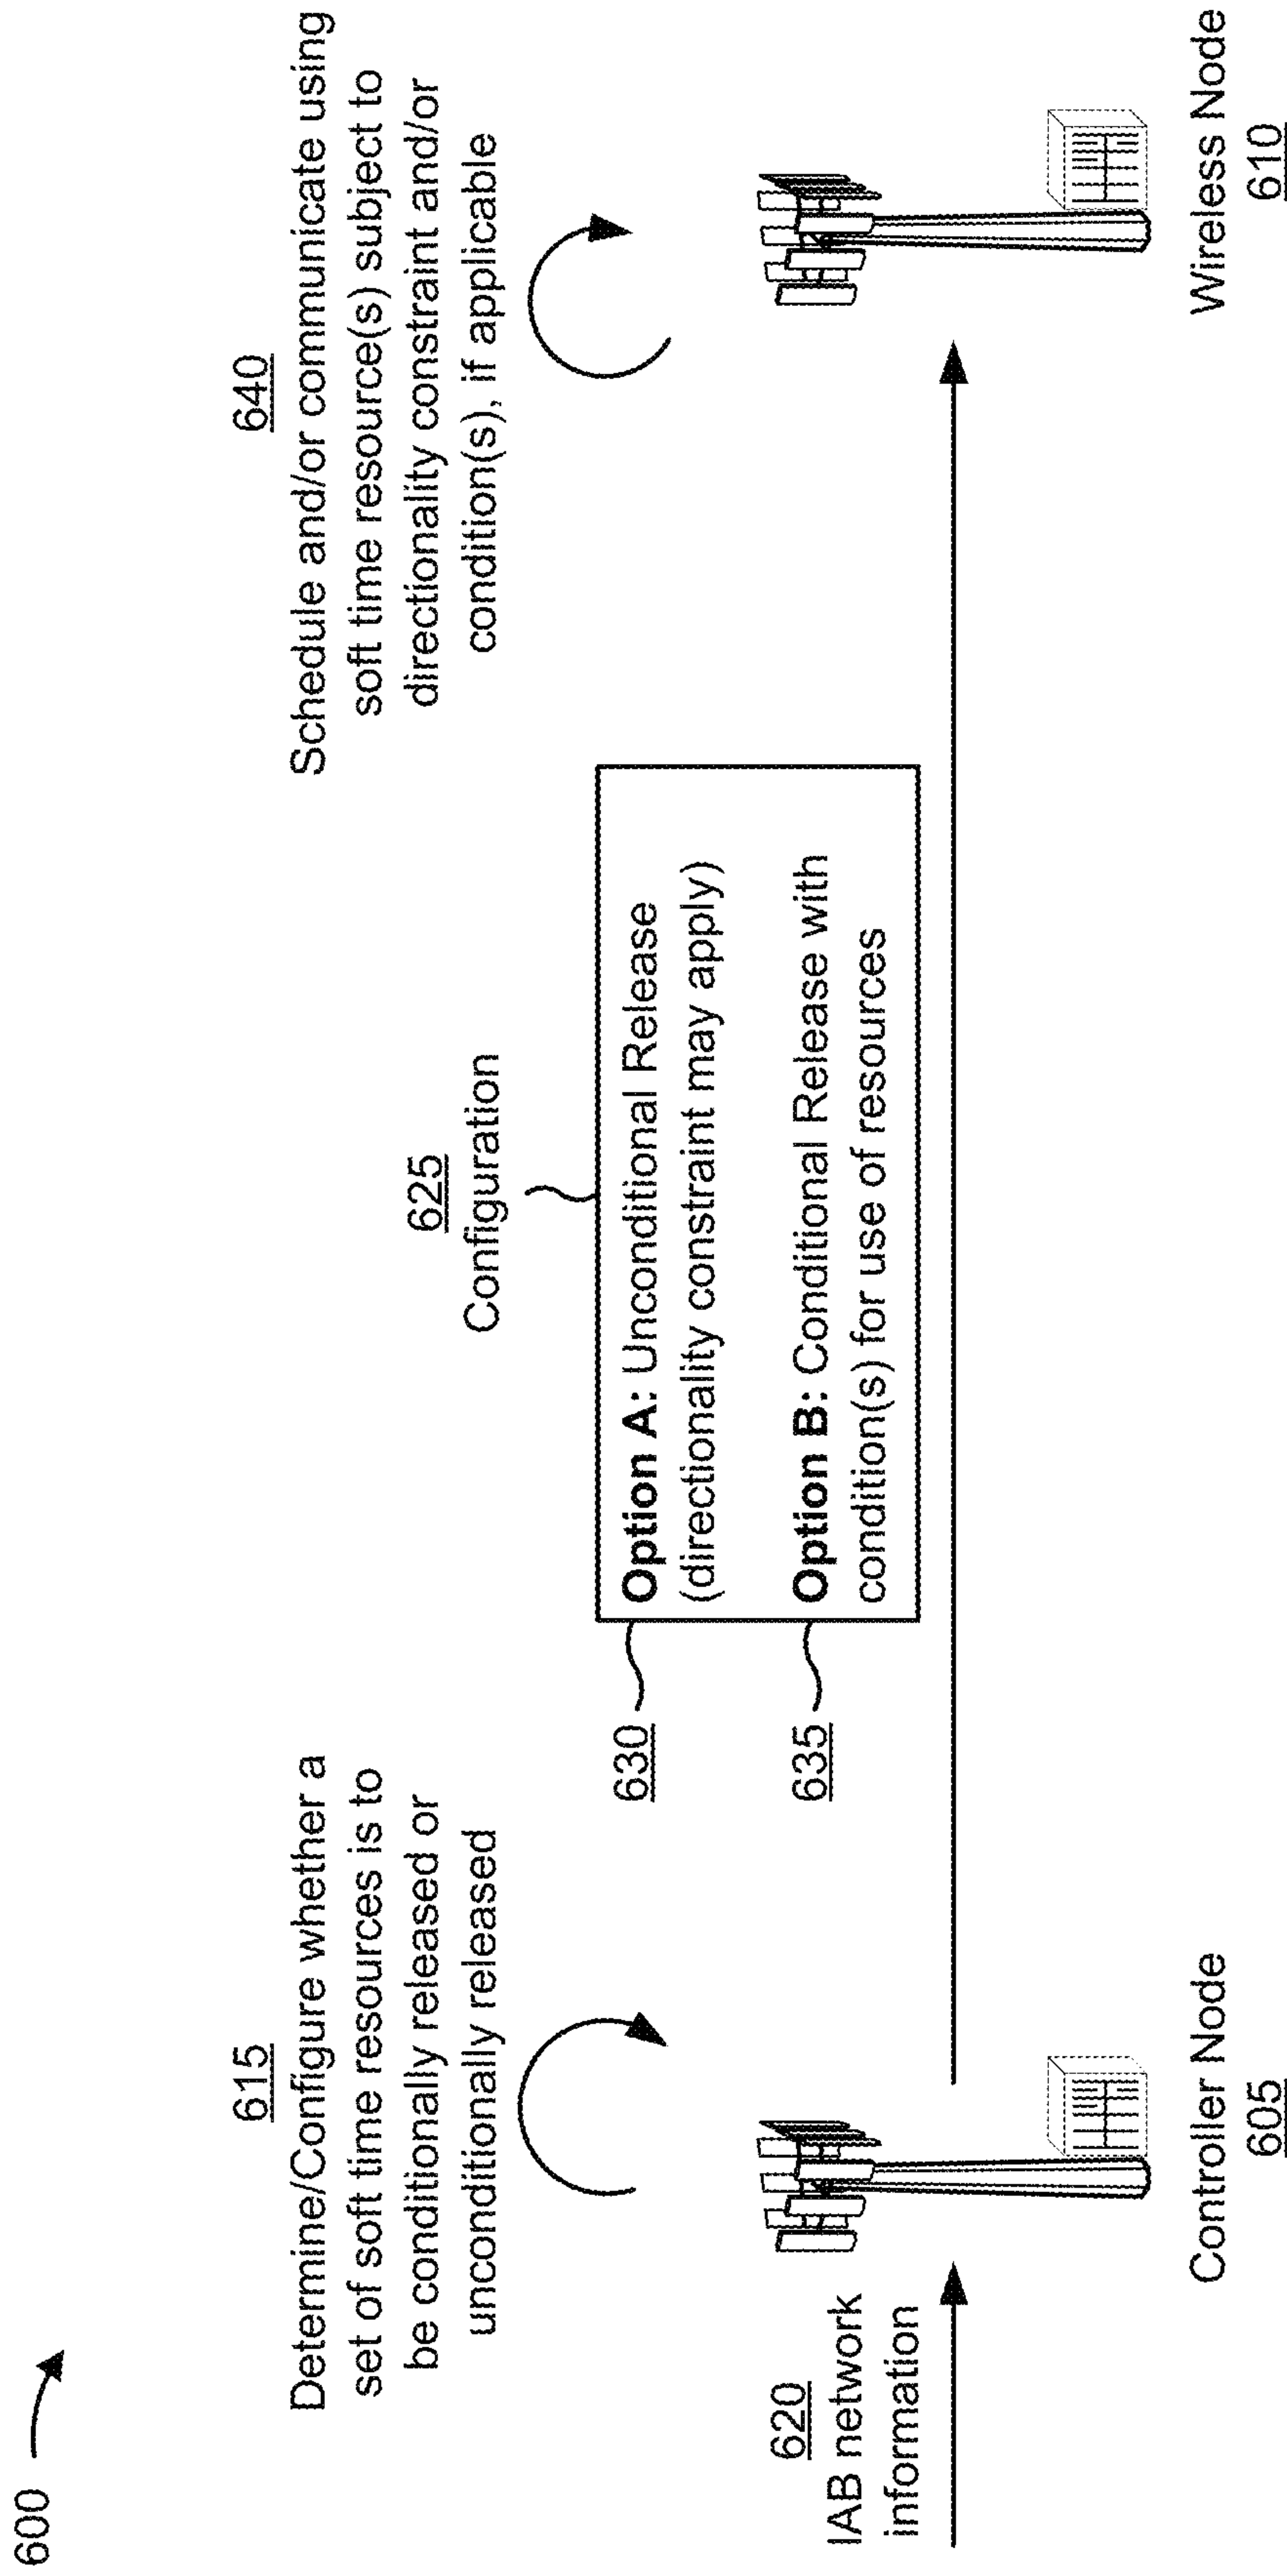 600
615
Determine/Configure whether a
set of soft time resources is to
be conditionally released or
unconditionally released
620
IAB network
information
Controller Node
605
625
Configuration
630
Option A: Unconditional Release
(directionality constraint may apply)
635
Option B: Conditional Release with
condition(s) for use of resources
640
Schedule and/or communicate using
soft time resource(s) subject to
directionality constraint and/or
condition(s), if applicable
Wireless Node
610